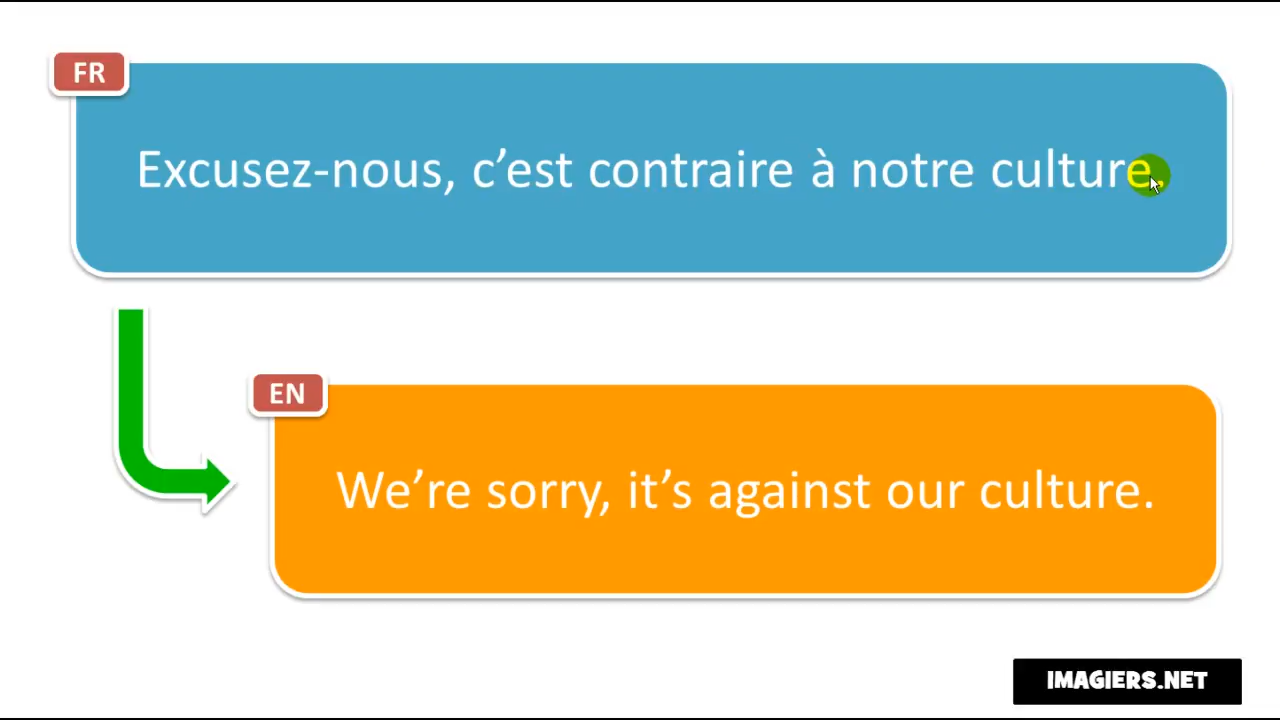 FR
Excusez-nous, c’est contraire à notre culture.
EN
We’re sorry, it’s against our culture.
IMAGIERS.NET